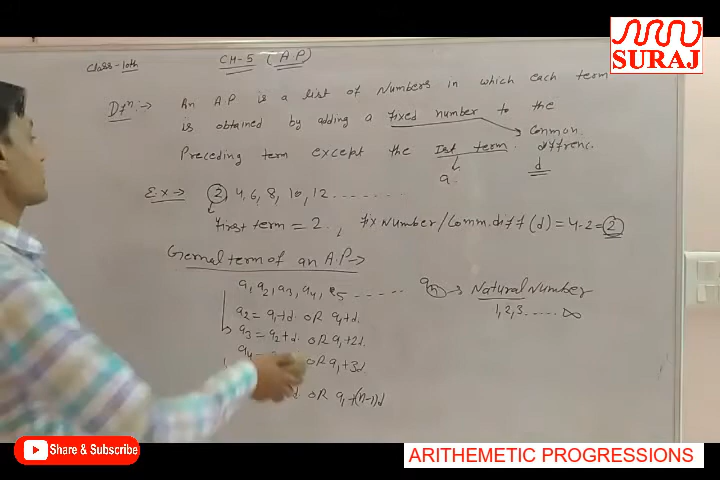 SURAJ
Class-10th
CH-5 (AP)
Dfⁿ:→ An AP is a list of Numbers in which each term
is obtained by adding a fixed number to the
Common
Preceding term except the Ist term. differenc.
a
d
Ex→ 2, 4, 6, 8, 10, 12........
First term = 2. , Fix Number/Comm. diff (d) = 4-2=2
Gernal term of an A.P→
a₁, a₂, a₃, a₄, a₅ ...... aₙ → Natural Number
1, 2, 3...... ∞
a₂ = a₁+d. OR a₁+d.
a₃ = a₂+d. OR a₁+2d.
a₄ = OR a₁+3d.
d OR a₁+(n-1)d
Subscribe
ARITHEMETIC PROGRESSIONS